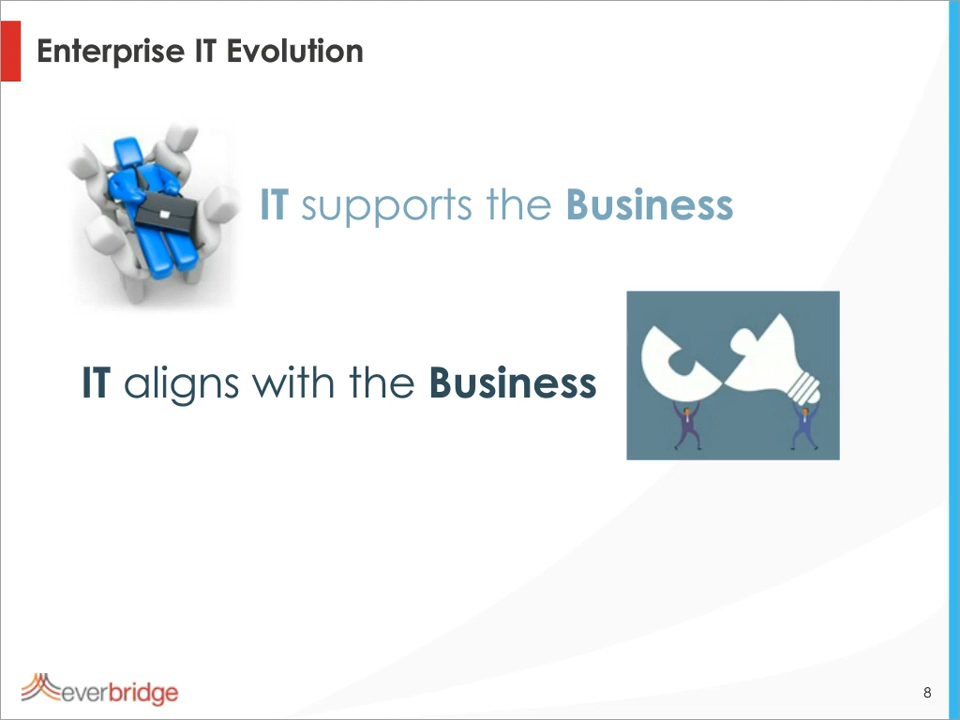 Enterprise IT Evolution
IT supports the Business
IT aligns with the Business
everbridge
8